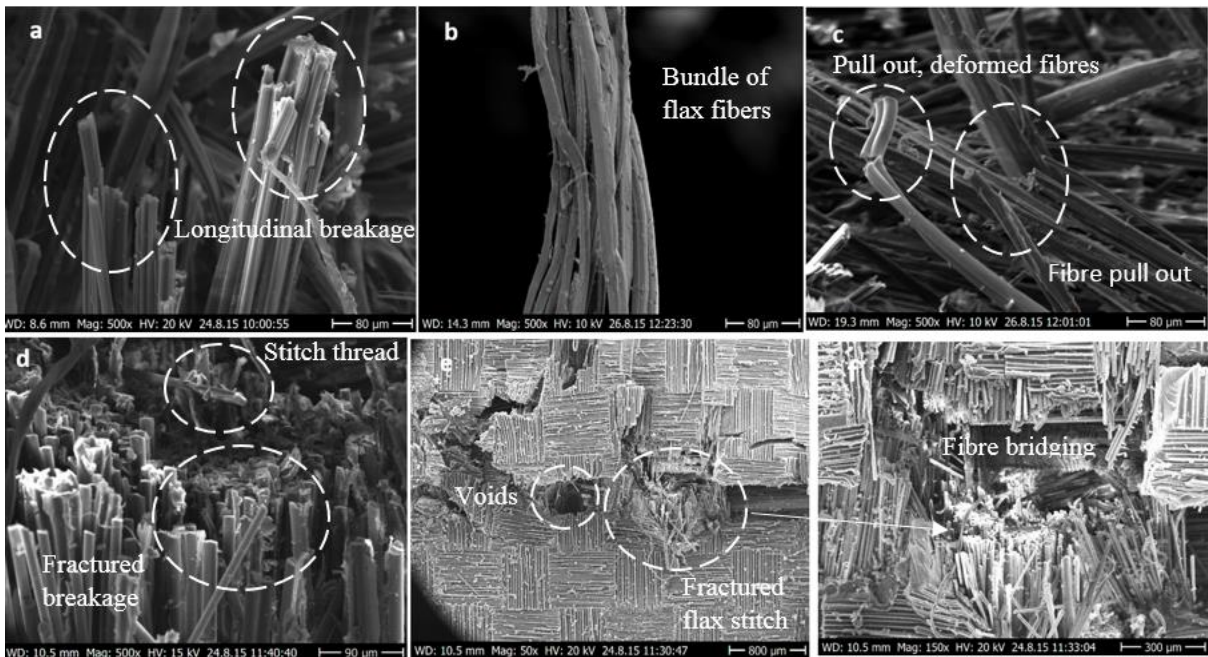 a
Longitudinal breakage
WD: 8.6 mm Mag: 500x HV: 20 kV 24.8.15 10:00:55 80 µm
b
Bundle of
flax fibers
WD: 14.3 mm Mag: 500x HV: 10 kV 26.8.15 12:23:30 80 µm
c
Pull out, deformed fibres
Fibre pull out
WD: 19.3 mm Mag: 500x HV: 10 kV 26.8.15 12:01:01 80 µm
d
Stitch thread
Fractured
breakage
WD: 10.5 mm Mag: 500x HV: 15 kV 24.8.15 11:40:40 90 µm
e
Voids
Fractured
flax stitch
WD: 10.5 mm Mag: 50x HV: 20 kV 24.8.15 11:30:47 800 µm
Fibre bridging
WD: 10.5 mm Mag: 150x HV: 20 kV 24.8.15 11:33:04 300 µm